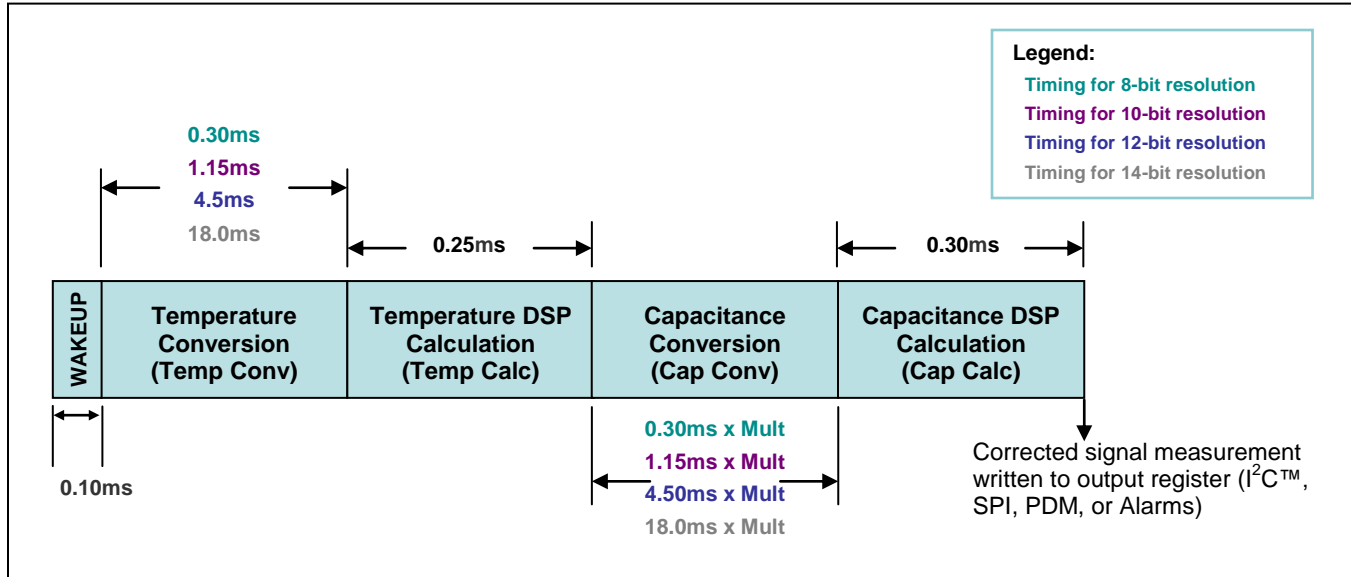 Legend:
Timing for 8-bit resolution
Timing for 10-bit resolution
Timing for 12-bit resolution
Timing for 14-bit resolution
0.30ms
1.15ms
4.5ms
18.0ms
0.25ms
0.30ms
WAKEUP
Temperature
Conversion
(Temp Conv)
Temperature DSP
Calculation
(Temp Calc)
Capacitance
Conversion
(Cap Conv)
Capacitance DSP
Calculation
(Cap Calc)
0.10ms
0.30ms x Mult
1.15ms x Mult
4.50ms x Mult
18.0ms x Mult
Corrected signal measurement
written to output register (I²C™,
SPI, PDM, or Alarms)